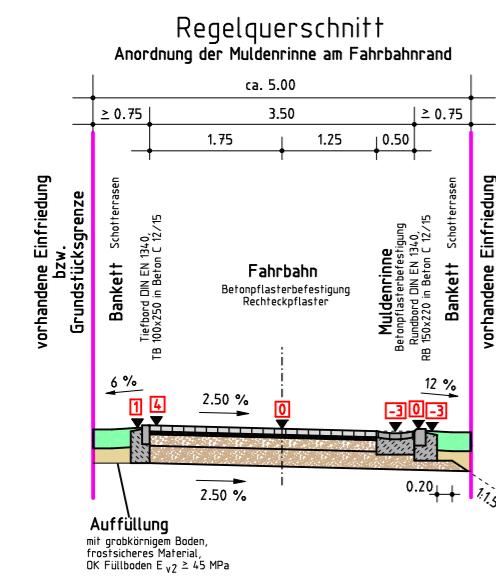 Regelquerschnitt
Anordnung der Muldenrinne am Fahrbahnrand
ca. 5.00
≥ 0.75
3.50
≥ 0.75
1.75
1.25
0.50
vorhandene Einfriedung
bzw.
Grundstücksgrenze
Bankett Schotterrasen
Tiefbord DIN EN 1340,
TB 100x250 in Beton C 12/15
Fahrbahn
Betonpflasterbefestigung
Rechteckpflaster
Muldenrinne
Betonpflasterbefestigung
Rundbord DIN EN 1340,
RB 150x220 in Beton C 12/15
Bankett Schotterrasen
vorhandene Einfriedung
6 %
12 %
2.50 %
1
4
0
-3
0
-3
2.50 %
0.20
1:1.5
Auffüllung
mit grobkörnigem Boden,
frostsicheres Material,
OK Füllboden E v2 ≥ 45 MPa